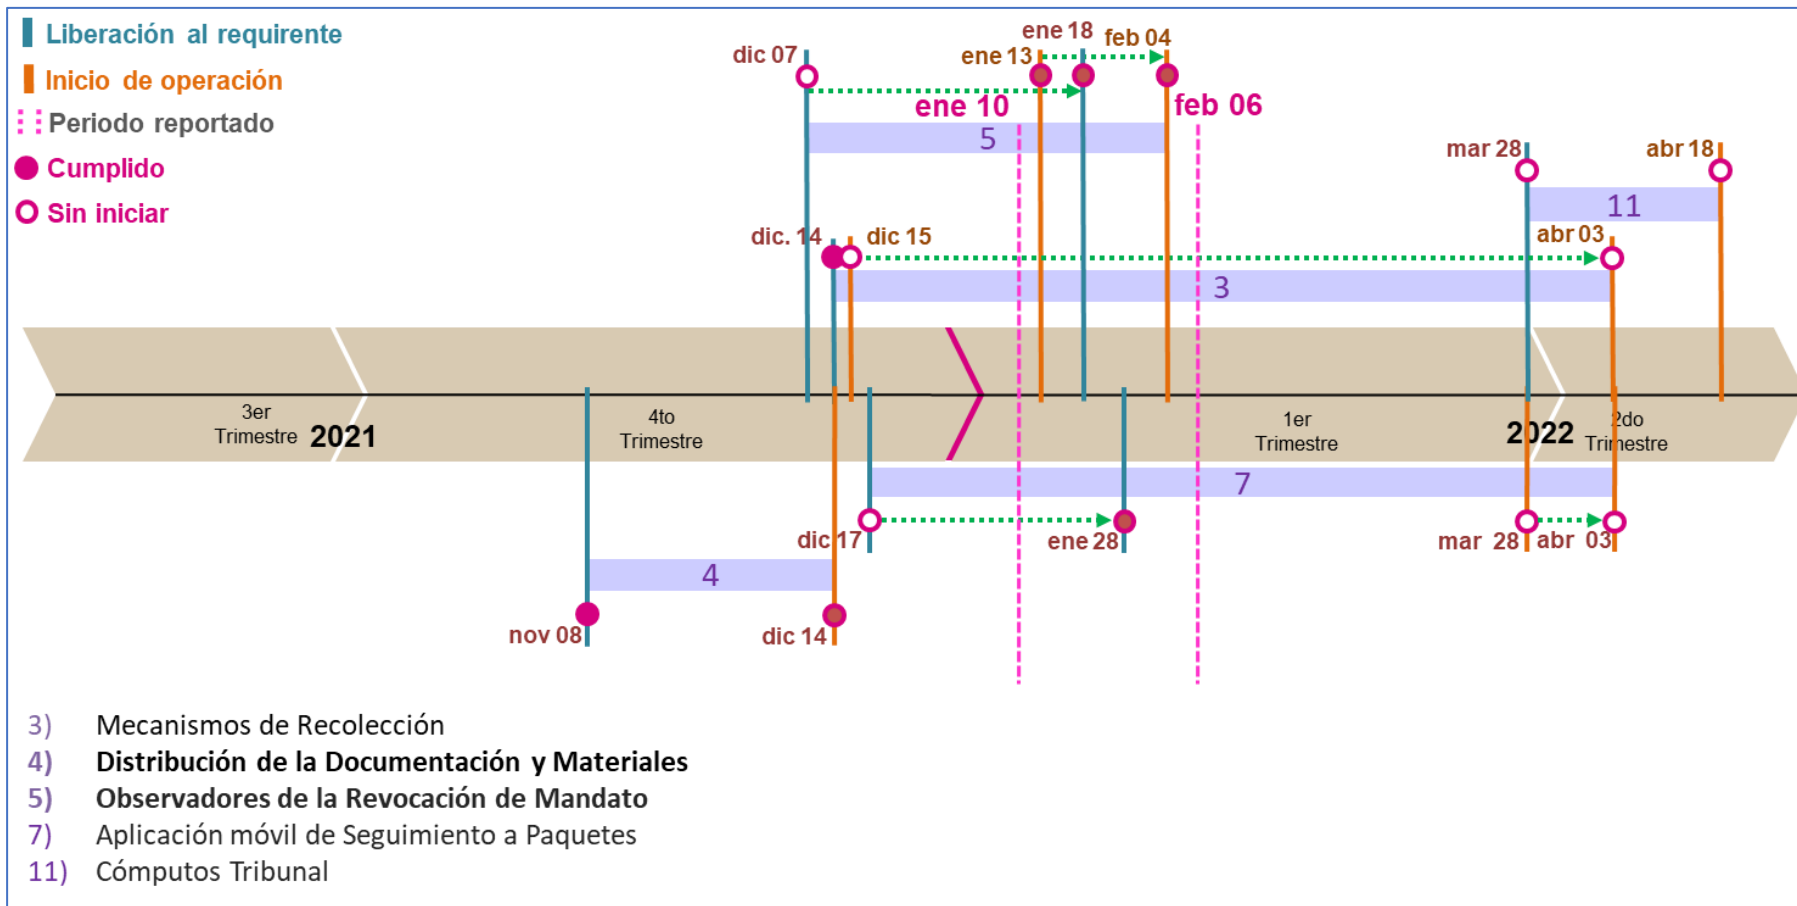 Liberación al requirente
Inicio de operación
Periodo reportado
Cumplido
Sin iniciar
dic 07
ene 13
ene 18
feb 04
ene 10
feb 06
5
mar 28
abr 18
11
dic. 14
dic 15
abr 03
3
3er
Trimestre
2021
4to
Trimestre
1er
Trimestre
2022
2do
Trimestre
7
dic 17
ene 28
mar 28
abr 03
4
nov 08
dic 14
3) Mecanismos de Recolección
4) Distribución de la Documentación y Materiales
5) Observadores de la Revocación de Mandato
7) Aplicación móvil de Seguimiento a Paquetes
11) Cómputos Tribunal